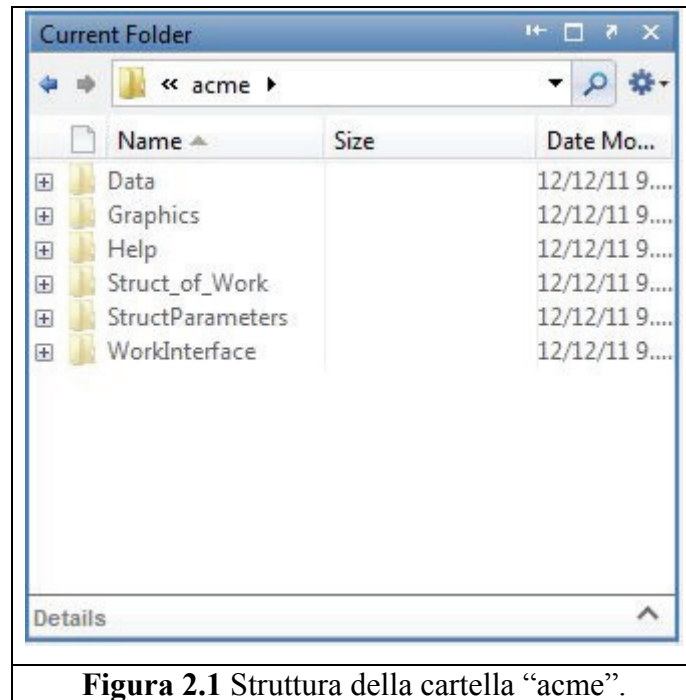 Current Folder
« acme
Name Size Date Mo...
Data 12/12/11 9....
Graphics 12/12/11 9....
Help 12/12/11 9....
Struct_of_Work 12/12/11 9....
StructParameters 12/12/11 9....
WorkInterface 12/12/11 9....
Details
Figura 2.1 Struttura della cartella “acme”.